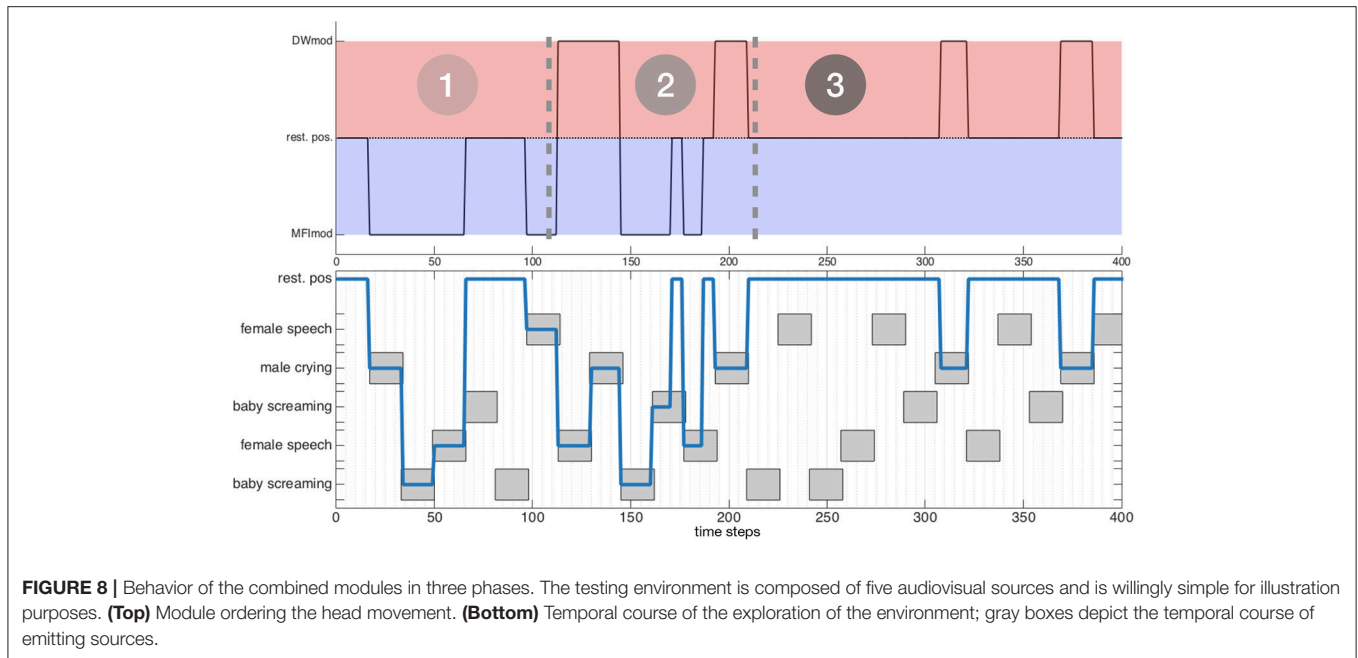 DWmod
1
2
3
rest. pos.
MFImod
0 50 100 150 200 250 300 350 400
rest. pos
female speech
male crying
baby screaming
female speech
baby screaming
0 50 100 150 200 250 300 350 400
time steps
FIGURE 8 | Behavior of the combined modules in three phases. The testing environment is composed of five audiovisual sources and is willingly simple for illustration
purposes. (Top) Module ordering the head movement. (Bottom) Temporal course of the exploration of the environment; gray boxes depict the temporal course of
emitting sources.